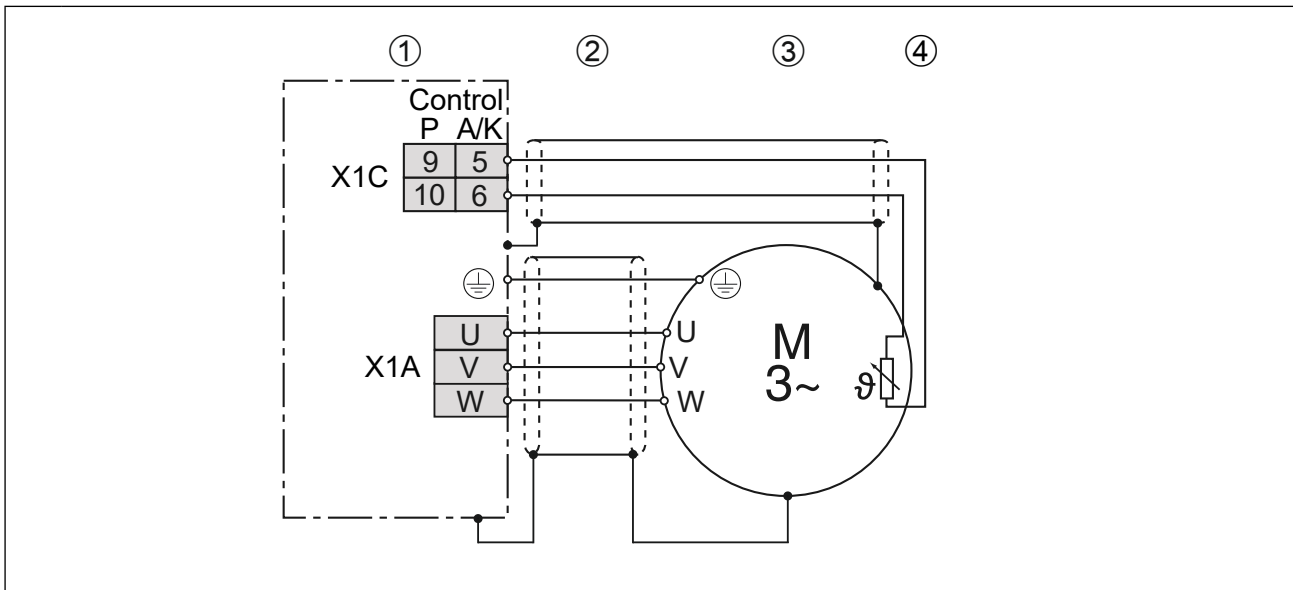 ① ② ③ ④
Control
P A/K
X1C
9 5
10 6
X1A
U
V
W
U
V
W
M
3~
ϑ